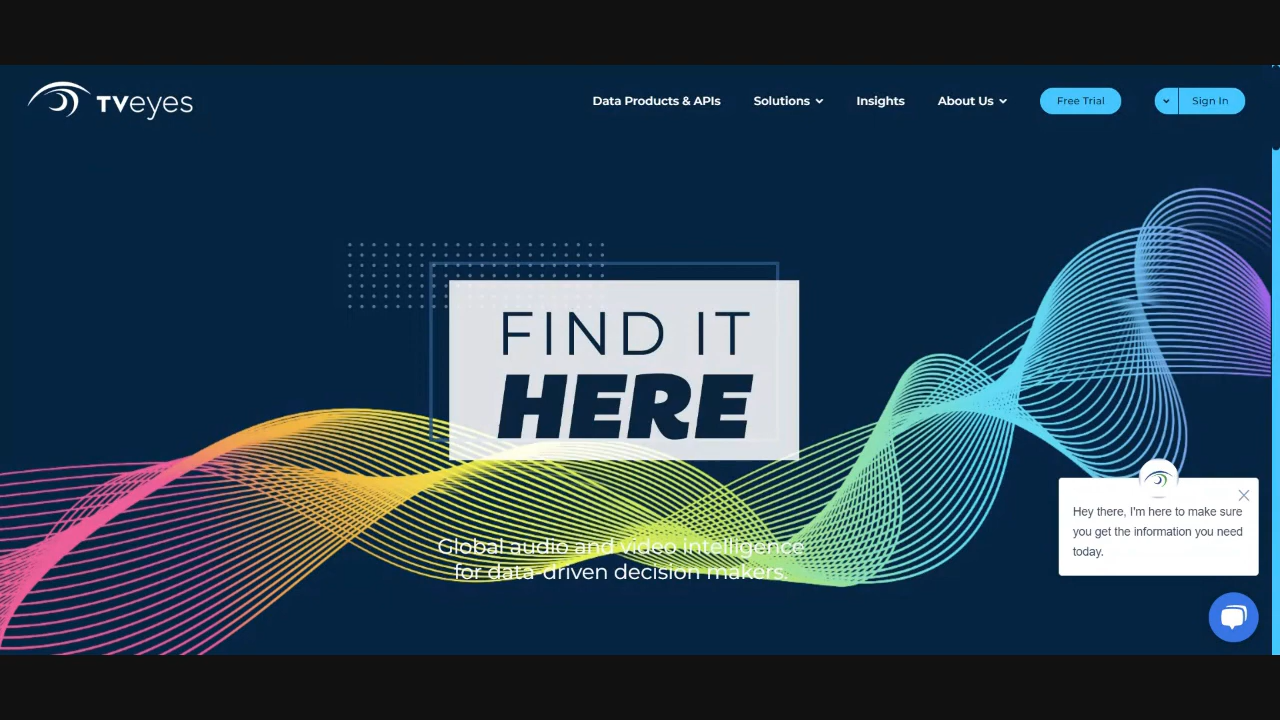 TVeyes
Data Products & APIs
Solutions
Insights
About Us
Free Trial
Sign In
FIND IT
HERE
Global audio and video intelligence
for data-driven decision makers.
Hey there, I'm here to make sure
you get the information you need
today.